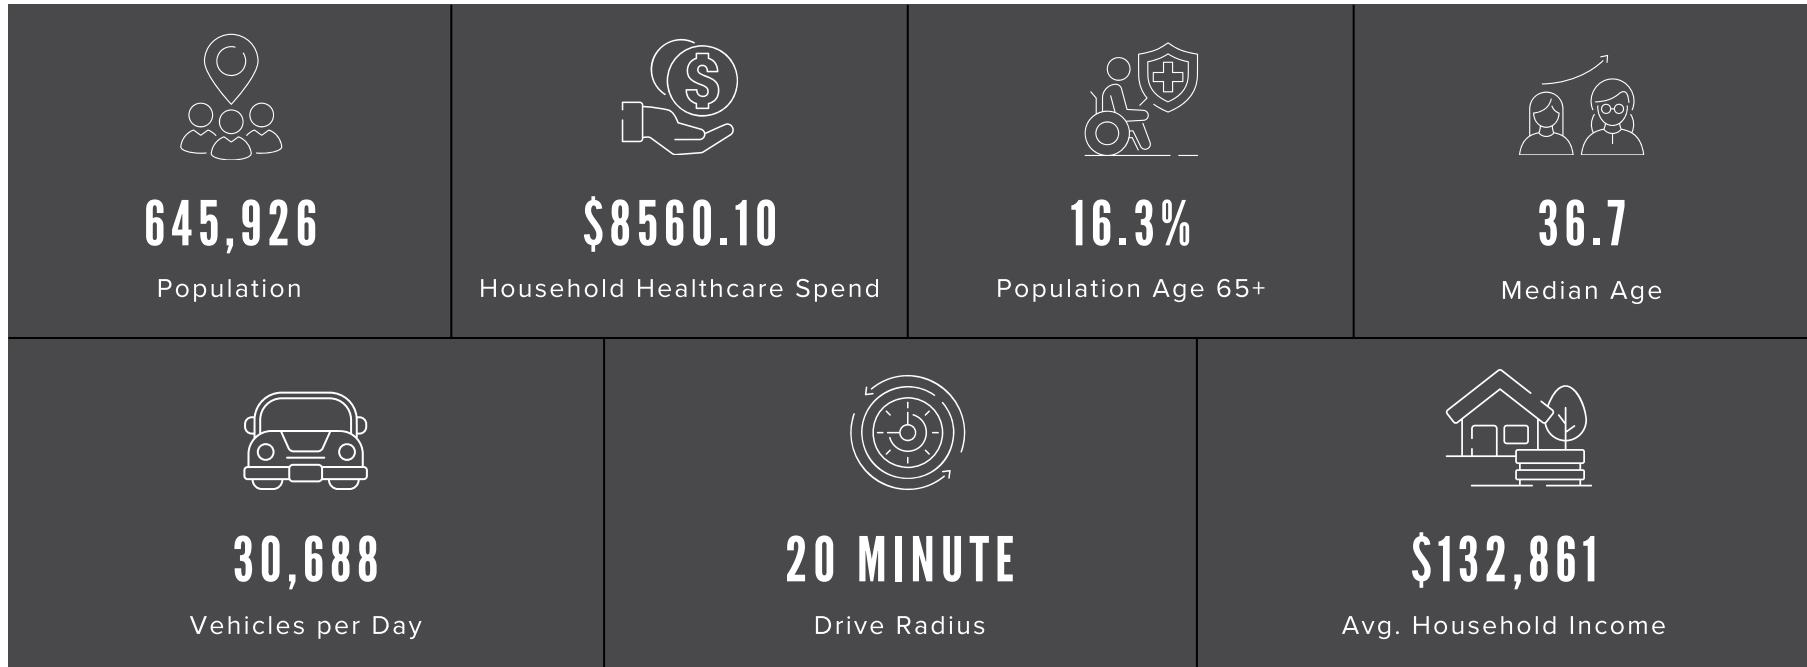 645,926
Population
$8560.10
Household Healthcare Spend
16.3%
Population Age 65+
36.7
Median Age
30,688
Vehicles per Day
20 MINUTE
Drive Radius
$132,861
Avg. Household Income